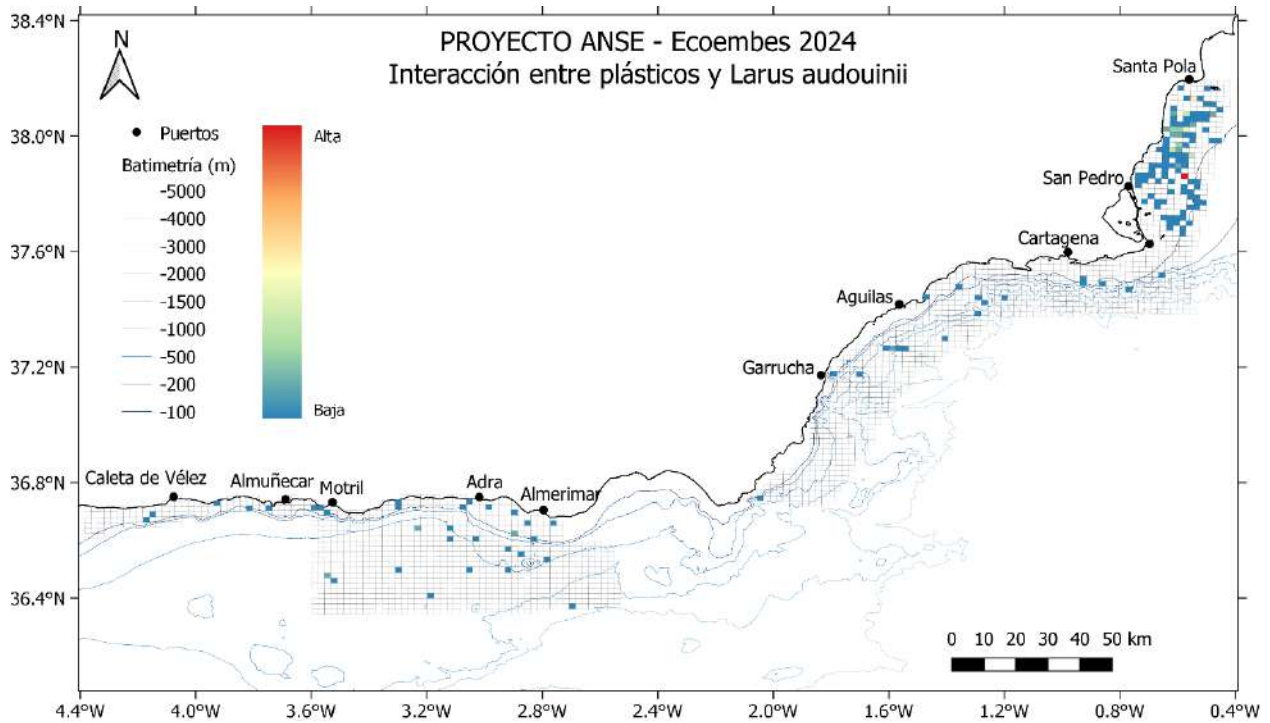 PROYECTO ANSE - Ecoembes 2024
Interacción entre plásticos y Larus audouinii
N
Puertos
Batimetría (m)
-5000
-4000
-3000
-2000
-1500
-1000
-500
-200
-100
Alta
Baja
Santa Pola
San Pedro
Cartagena
Aguilas
Garrucha
Caleta de Vélez
Almuñecar
Motril
Adra
Almerimar
38.4°N
38.0°N
37.6°N
37.2°N
36.8°N
36.4°N
0 10 20 30 40 50 km
4.4°W 4.0°W 3.6°W 3.2°W 2.8°W 2.4°W 2.0°W 1.6°W 1.2°W 0.8°W 0.4°W